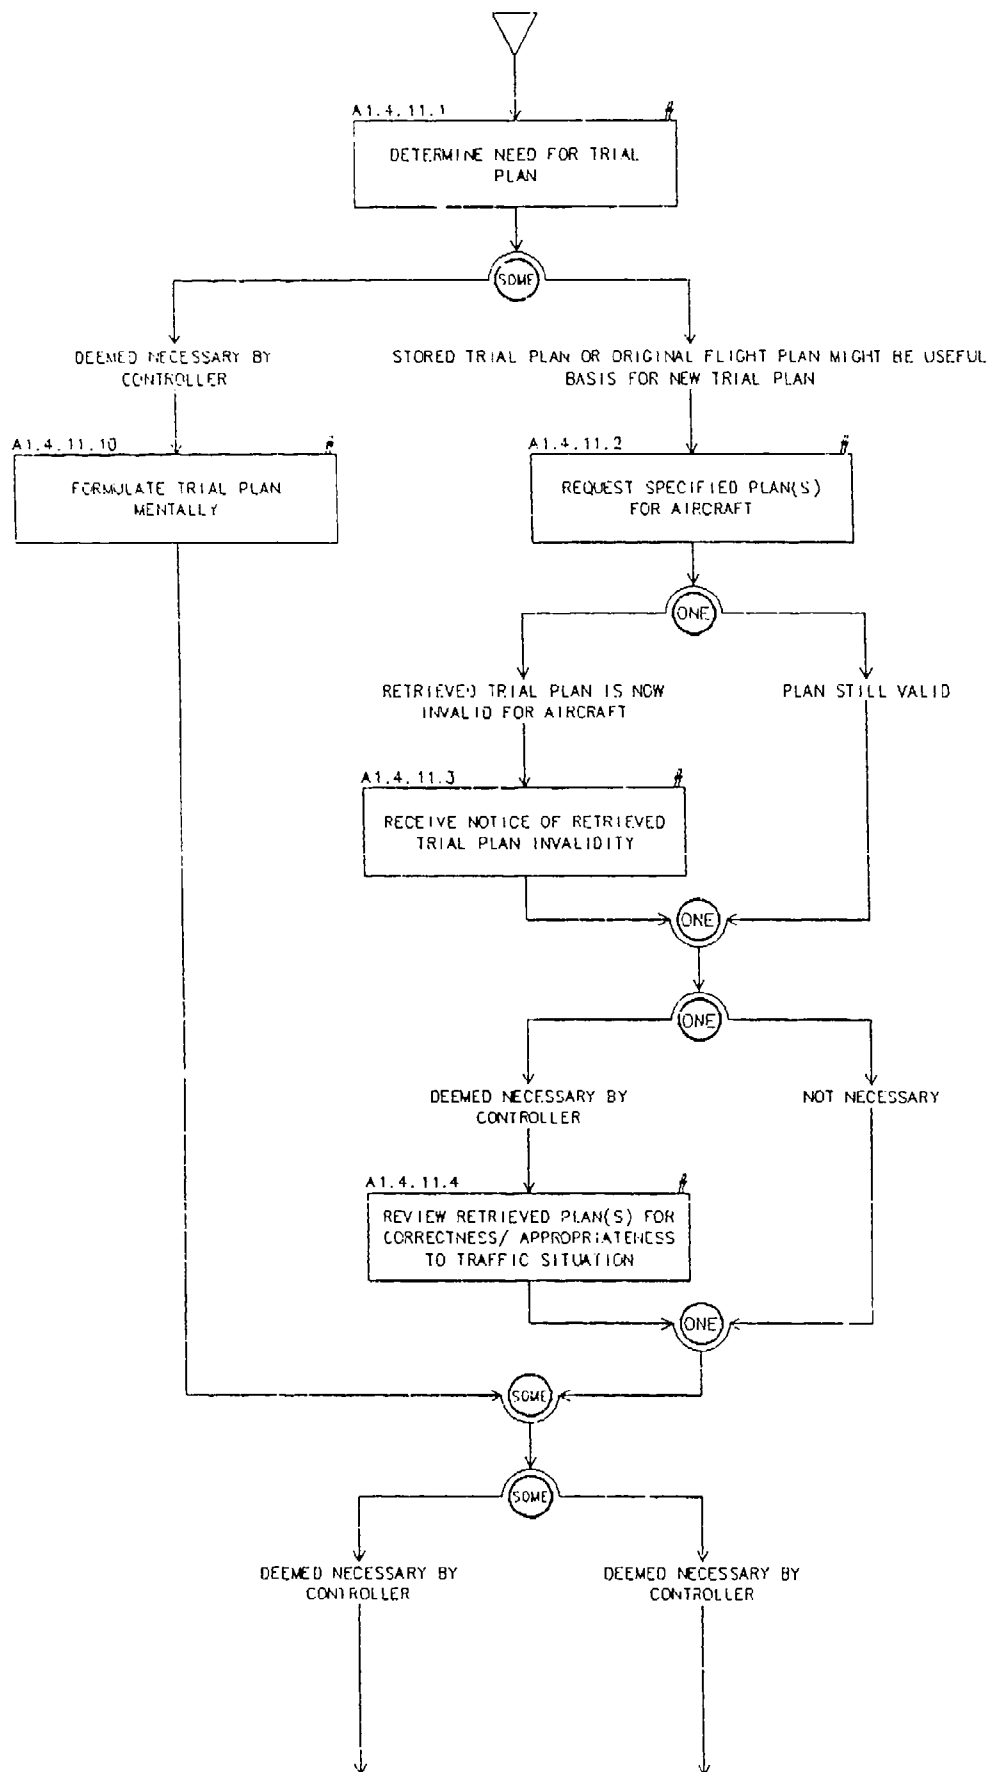 A1.4.11.1
DETERMINE NEED FOR TRIAL
PLAN
SOME
DEEMED NECESSARY BY
CONTROLLER
STORED TRIAL PLAN OR ORIGINAL FLIGHT PLAN MIGHT BE USEFUL
BASIS FOR NEW TRIAL PLAN
A1.4.11.10
FORMULATE TRIAL PLAN
MENTALLY
A1.4.11.2
REQUEST SPECIFIED PLAN(S)
FOR AIRCRAFT
ONE
RETRIEVED TRIAL PLAN IS NOW
INVALID FOR AIRCRAFT
PLAN STILL VALID
A1.4.11.3
RECEIVE NOTICE OF RETRIEVED
TRIAL PLAN INVALIDITY
ONE
ONE
DEEMED NECESSARY BY
CONTROLLER
NOT NECESSARY
A1.4.11.4
REVIEW RETRIEVED PLAN(S) FOR
CORRECTNESS/ APPROPRIATENESS
TO TRAFFIC SITUATION
ONE
SOME
SOME
DEEMED NECESSARY BY
CONTROLLER
DEEMED NECESSARY BY
CONTROLLER